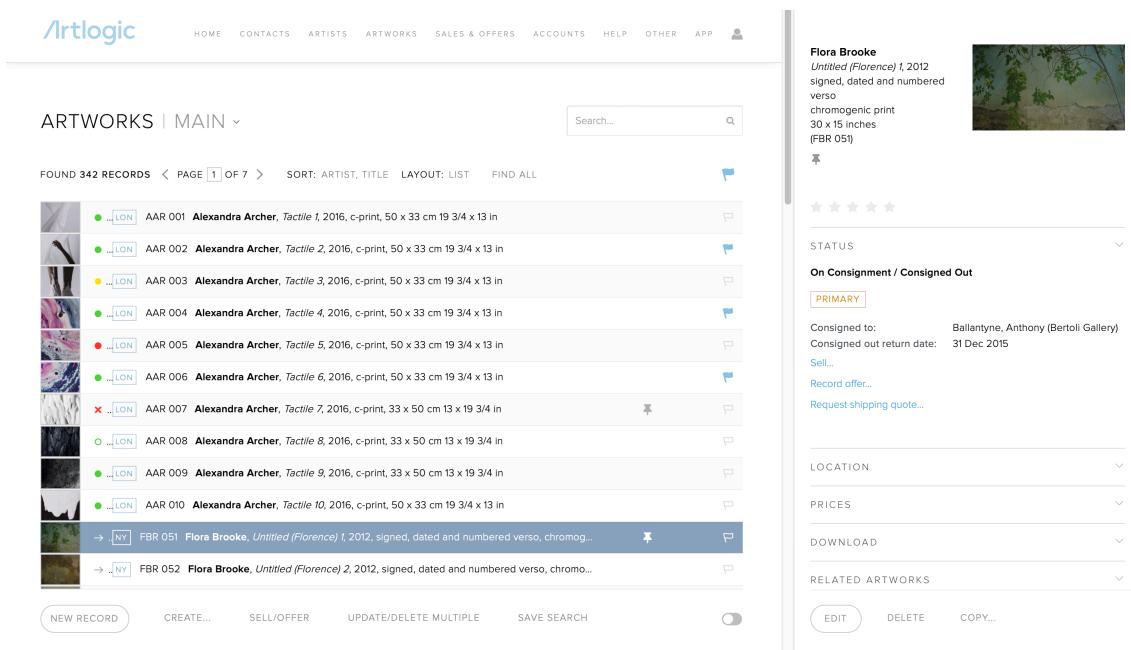 Artlogic
HOME CONTACTS ARTISTS ARTWORKS SALES & OFFERS ACCOUNTS HELP OTHER APP
ARTWORKS | MAIN
Search...
FOUND 342 RECORDS PAGE 1 OF 7 SORT: ARTIST, TITLE LAYOUT: LIST FIND ALL
... LON AAR 001 Alexandra Archer, Tactile 1, 2016, c-print, 50 x 33 cm 19 3/4 x 13 in
... LON AAR 002 Alexandra Archer, Tactile 2, 2016, c-print, 50 x 33 cm 19 3/4 x 13 in
... LON AAR 003 Alexandra Archer, Tactile 3, 2016, c-print, 50 x 33 cm 19 3/4 x 13 in
... LON AAR 004 Alexandra Archer, Tactile 4, 2016, c-print, 50 x 33 cm 19 3/4 x 13 in
... LON AAR 005 Alexandra Archer, Tactile 5, 2016, c-print, 50 x 33 cm 19 3/4 x 13 in
... LON AAR 006 Alexandra Archer, Tactile 6, 2016, c-print, 50 x 33 cm 19 3/4 x 13 in
... LON AAR 007 Alexandra Archer, Tactile 7, 2016, c-print, 33 x 50 cm 13 x 19 3/4 in
... LON AAR 008 Alexandra Archer, Tactile 8, 2016, c-print, 33 x 50 cm 13 x 19 3/4 in
... LON AAR 009 Alexandra Archer, Tactile 9, 2016, c-print, 33 x 50 cm 13 x 19 3/4 in
... LON AAR 010 Alexandra Archer, Tactile 10, 2016, c-print, 50 x 33 cm 19 3/4 x 13 in
.. NY FBR 051 Flora Brooke, Untitled (Florence) 1, 2012, signed, dated and numbered verso, chromog...
.. NY FBR 052 Flora Brooke, Untitled (Florence) 2, 2012, signed, dated and numbered verso, chromo...
NEW RECORD CREATE... SELL/OFFER UPDATE/DELETE MULTIPLE SAVE SEARCH
Flora Brooke
Untitled (Florence) 1, 2012
signed, dated and numbered
verso
chromogenic print
30 x 15 inches
(FBR 051)
STATUS
On Consignment / Consigned Out
PRIMARY
Consigned to: Ballantyne, Anthony (Bertoli Gallery)
Consigned out return date: 31 Dec 2015
Sell...
Record offer...
Request shipping quote...
LOCATION
PRICES
DOWNLOAD
RELATED ARTWORKS
EDIT DELETE COPY...